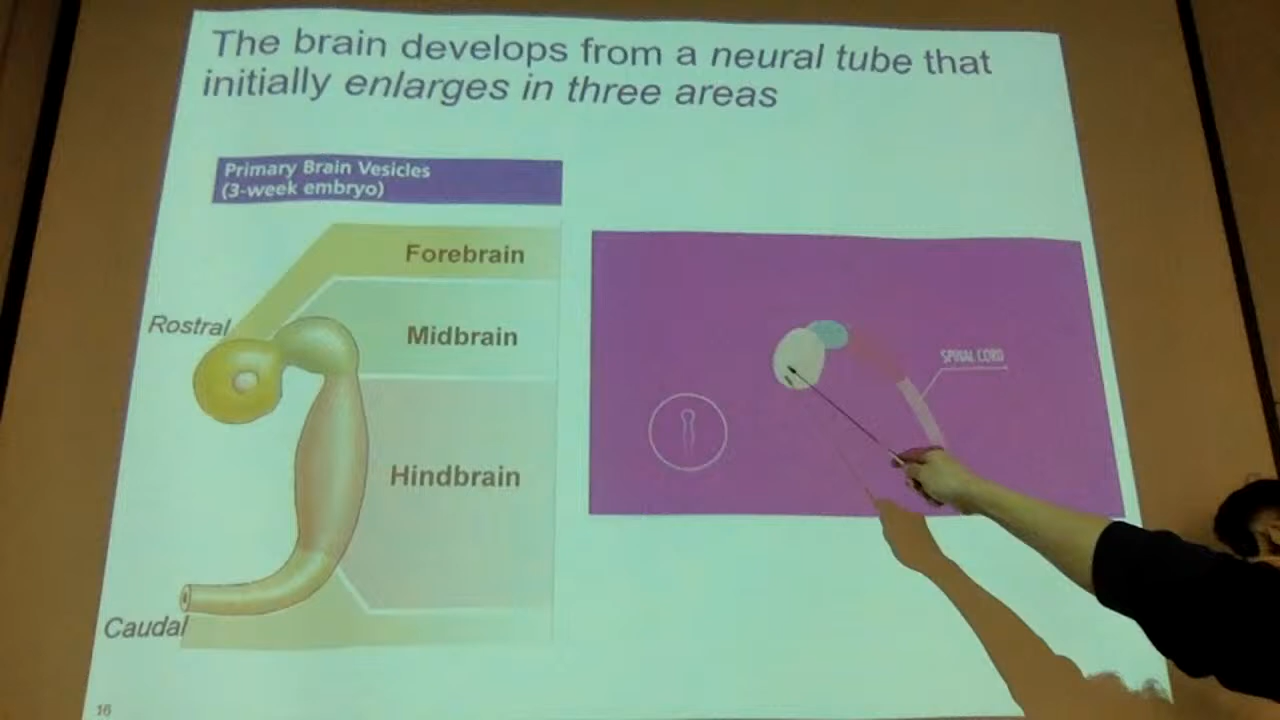 The brain develops from a neural tube that
initially enlarges in three areas
Primary Brain Vesicles
(3-week embryo)
Forebrain
Rostral
Midbrain
Hindbrain
Caudal
SPINAL CORD
16